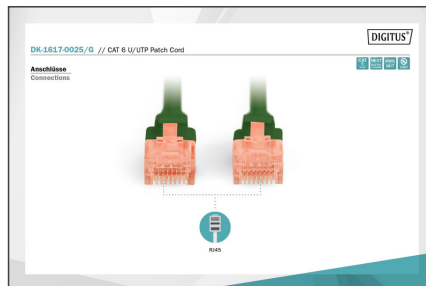 DIGITUS®
DK-1617-0025/G // CAT 6 U/UTP Patch Cord
Anschlüsse
Connections
RJ45